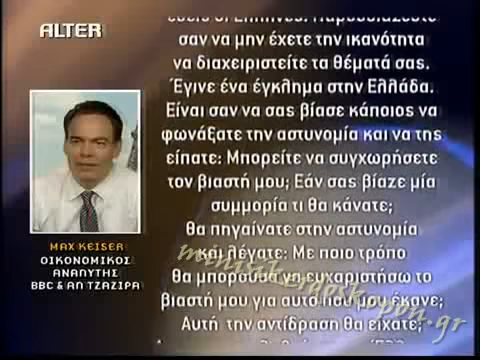 ALTER
εσείς οι Έλληνες. Παρουσιάζεστε
σαν να μην έχετε την ικανότητα
να διαχειριστείτε τα θέματά σας.
Έγινε ένα έγκλημα στην Ελλάδα.
Είναι σαν να σας βίασε κάποιος να
φωνάξατε την αστυνομία και να της
είπατε: Μπορείτε να συγχωρήσετε
τον βιαστή μου; Εάν σας βίαζε μία
συμμορία τι θα κάνατε;
θα πηγαίνατε στην αστυνομία
και λέγατε: Με ποιο τρόπο
θα μπορούσα να ευχαριστήσω το
βιαστή μου για αυτό που μου έκανε;
Αυτή την αντίδραση θα είχατε;
MAX KEISER
ΟΙΚΟΝΟΜΙΚΟΣ
ΑΝΑΛΥΤΗΣ
BBC & ΑΛ ΤΖΑΖΙΡΑ